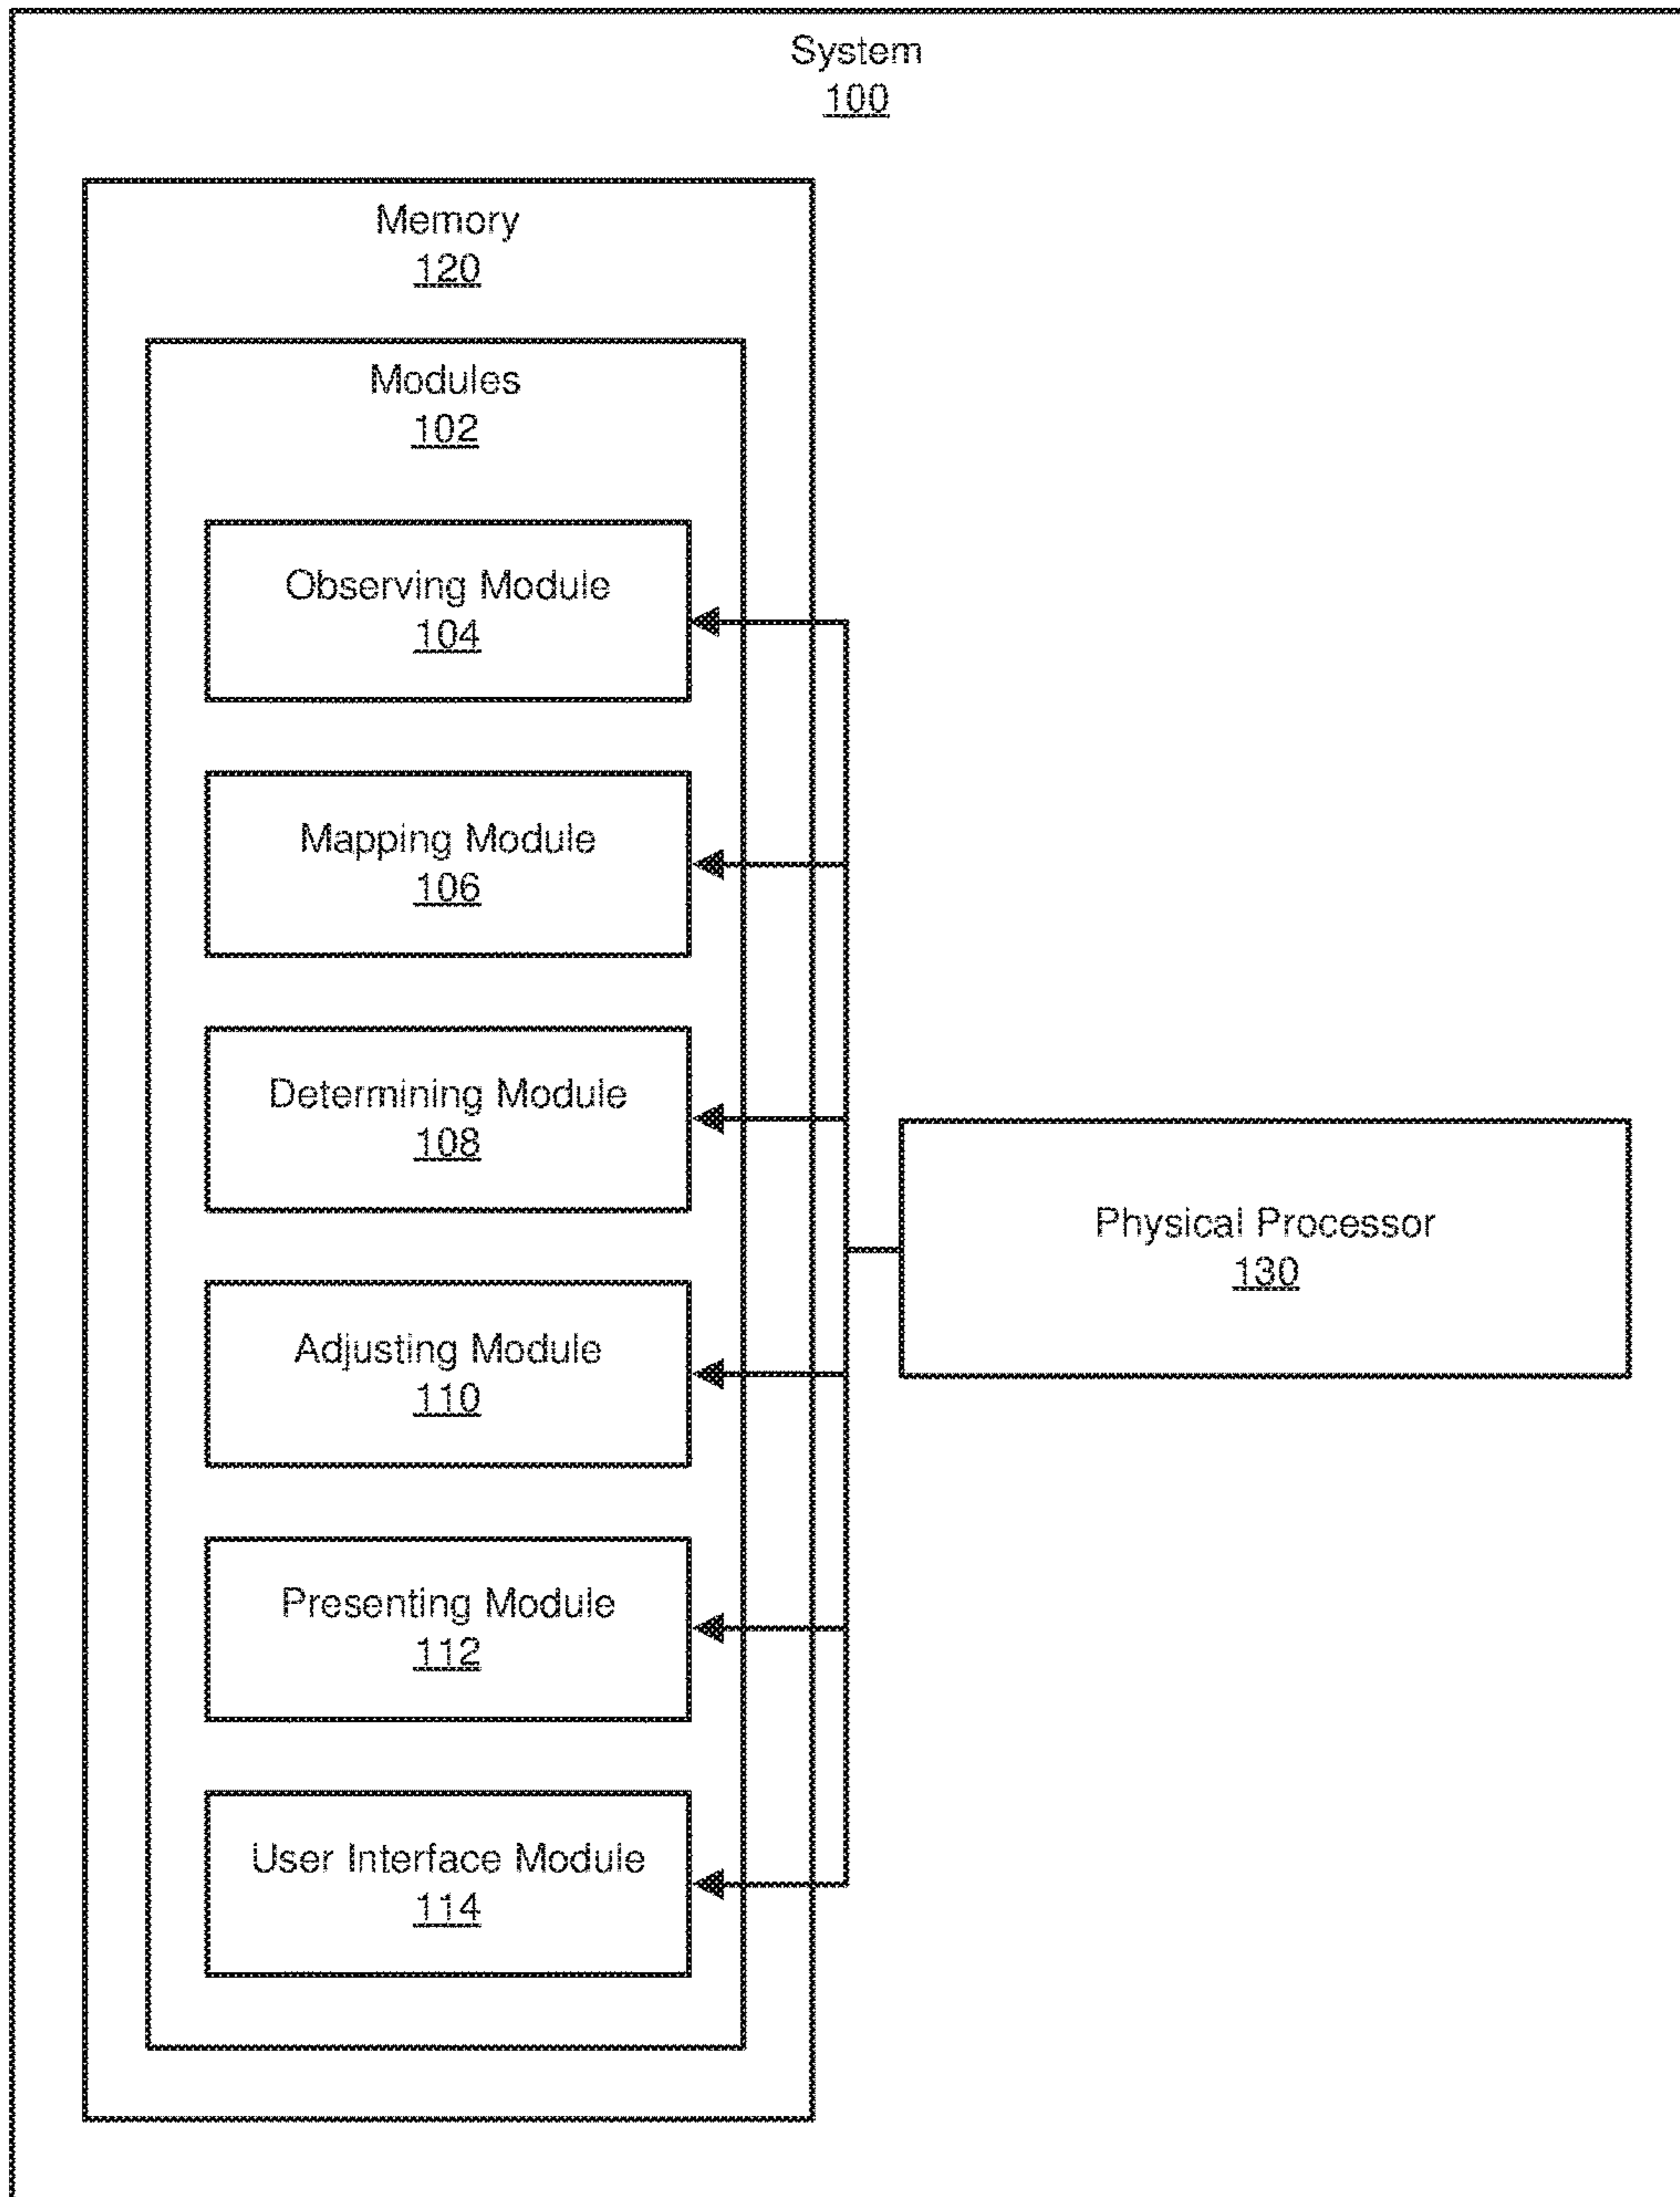 System
100
Memory
120
Modules
102
Observing Module
104
Mapping Module
106
Determining Module
108
Physical Processor
130
Adjusting Module
110
Presenting Module
112
User Interface Module
114